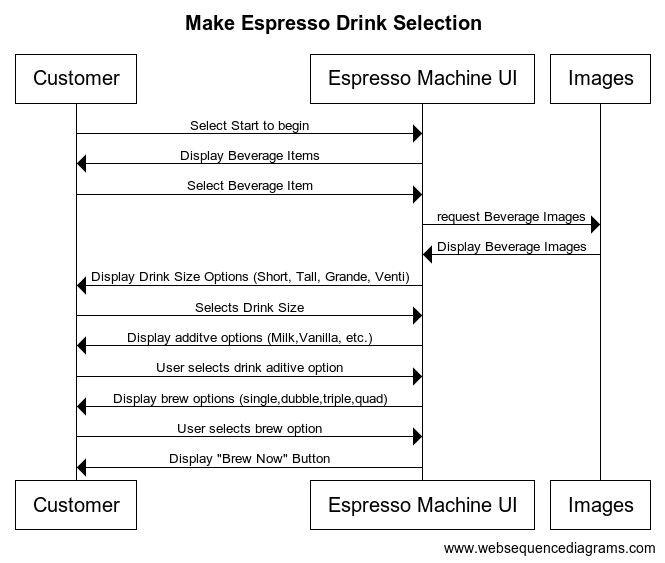 Make Espresso Drink Selection
Customer Espresso Machine UI Images
Select Start to begin
Display Beverage Items
Select Beverage Item
request Beverage Images
Display Beverage Images
Display Drink Size Options (Short, Tall, Grande, Venti)
Selects Drink Size
Display additve options (Milk,Vanilla, etc.)
User selects drink aditive option
Display brew options (single,dubble,triple,quad)
User selects brew option
Display "Brew Now" Button
Customer Espresso Machine UI Images
www.websequencediagrams.com